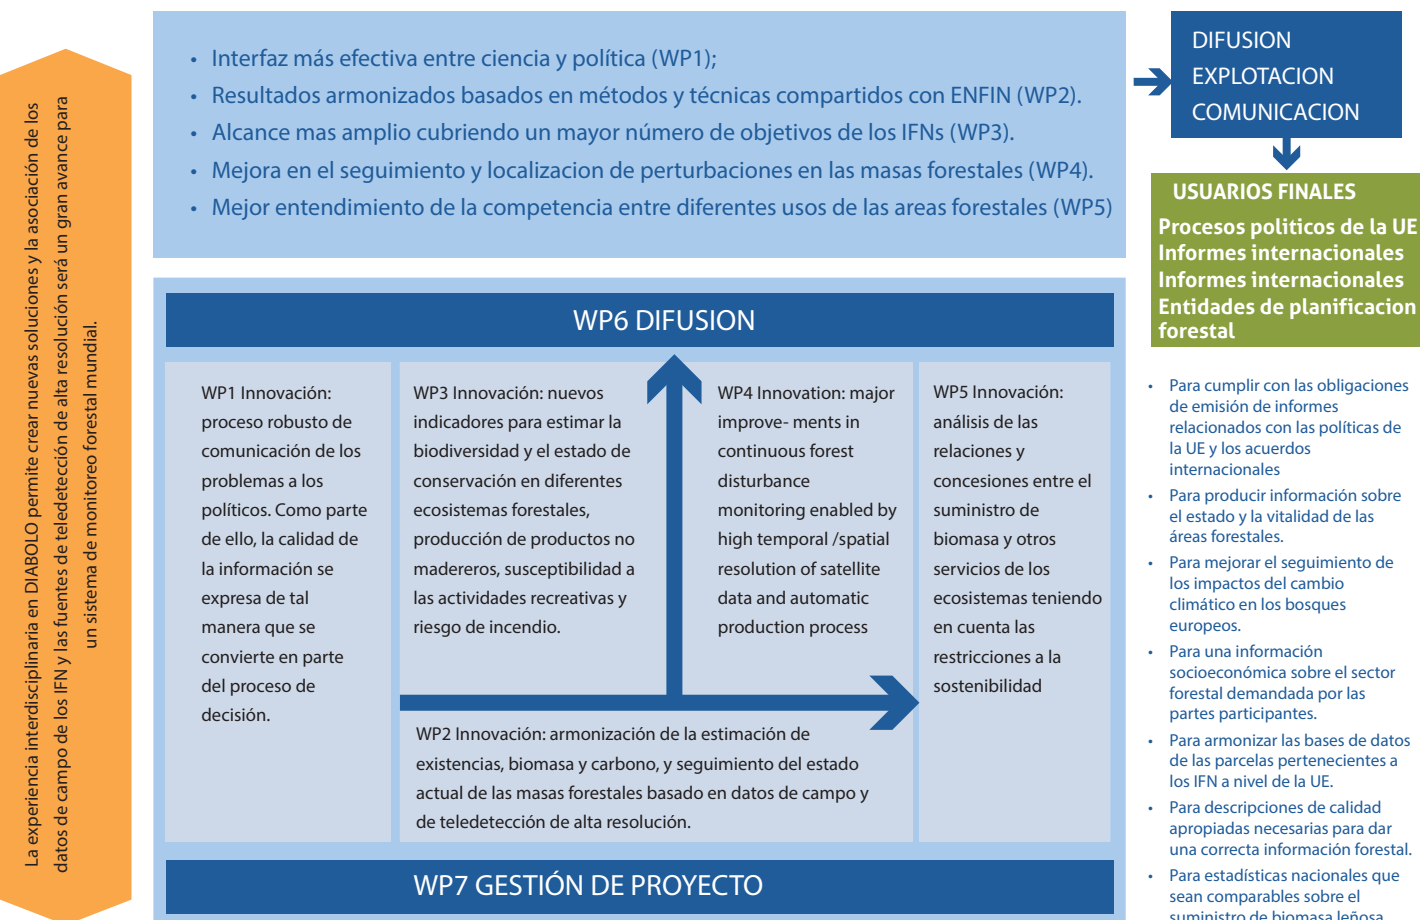 La experiencia interdisciplinaria en DIABOLO permite crear nuevas soluciones y la asociación de los
datos de campo de los IFN y las fuentes de teledetección de alta resolución será un gran avance para
un sistema de monitoreo forestal mundial.
• Interfaz más efectiva entre ciencia y política (WP1);
• Resultados armonizados basados en métodos y técnicas compartidos con ENFIN (WP2).
• Alcance mas amplio cubriendo un mayor número de objetivos de los IFNs (WP3).
• Mejora en el seguimiento y localizacion de perturbaciones en las masas forestales (WP4).
• Mejor entendimiento de la competencia entre diferentes usos de las areas forestales (WP5)
WP6 DIFUSION
WP1 Innovación:
proceso robusto de
comunicación de los
problemas a los
políticos. Como parte
de ello, la calidad de
la información se
expresa de tal
manera que se
convierte en parte
del proceso de
decisión.
WP3 Innovación: nuevos
indicadores para estimar la
biodiversidad y el estado de
conservación en diferentes
ecosistemas forestales,
producción de productos no
madereros, susceptibilidad a
las actividades recreativas y
riesgo de incendio.
WP4 Innovation: major
improve- ments in
continuous forest
disturbance
monitoring enabled by
high temporal /spatial
resolution of satellite
data and automatic
production process
WP5 Innovación:
análisis de las
relaciones y
concesiones entre el
suministro de
biomasa y otros
servicios de los
ecosistemas teniendo
en cuenta las
restricciones a la
sostenibilidad
WP2 Innovación: armonización de la estimación de
existencias, biomasa y carbono, y seguimiento del estado
actual de las masas forestales basado en datos de campo y
de teledetección de alta resolución.
WP7 GESTIÓN DE PROYECTO
DIFUSION
EXPLOTACION
COMUNICACION
USUARIOS FINALES
Procesos politicos de la UE
Informes internacionales
Informes internacionales
Entidades de planificacion
forestal
• Para cumplir con las obligaciones
de emisión de informes
relacionados con las políticas de
la UE y los acuerdos
internacionales
• Para producir información sobre
el estado y la vitalidad de las
áreas forestales.
• Para mejorar el seguimiento de
los impactos del cambio
climático en los bosques
europeos.
• Para una información
socioeconómica sobre el sector
forestal demandada por las
partes participantes.
• Para armonizar las bases de datos
de las parcelas pertenecientes a
los IFN a nivel de la UE.
• Para descripciones de calidad
apropiadas necesarias para dar
una correcta información forestal.
• Para estadísticas nacionales que
sean comparables sobre el
suministro de biomasa leñosa